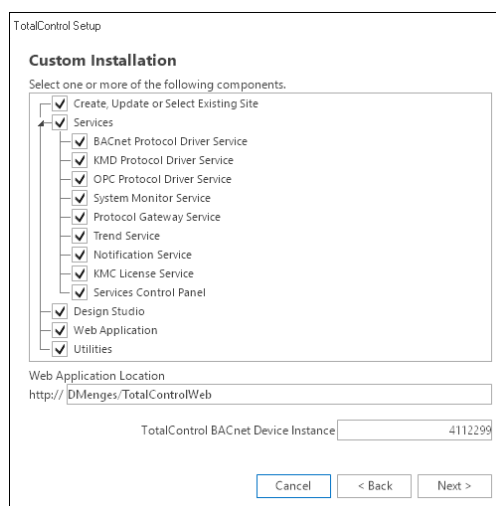 TotalControl Setup
Custom Installation
Select one or more of the following components.
Create, Update or Select Existing Site
Services
BACnet Protocol Driver Service
KMD Protocol Driver Service
OPC Protocol Driver Service
System Monitor Service
Protocol Gateway Service
Trend Service
Notification Service
KMC License Service
Services Control Panel
Design Studio
Web Application
Utilities
Web Application Location
http:// DMenges/TotalControlWeb
TotalControl BACnet Device Instance 4112299
Cancel < Back Next >